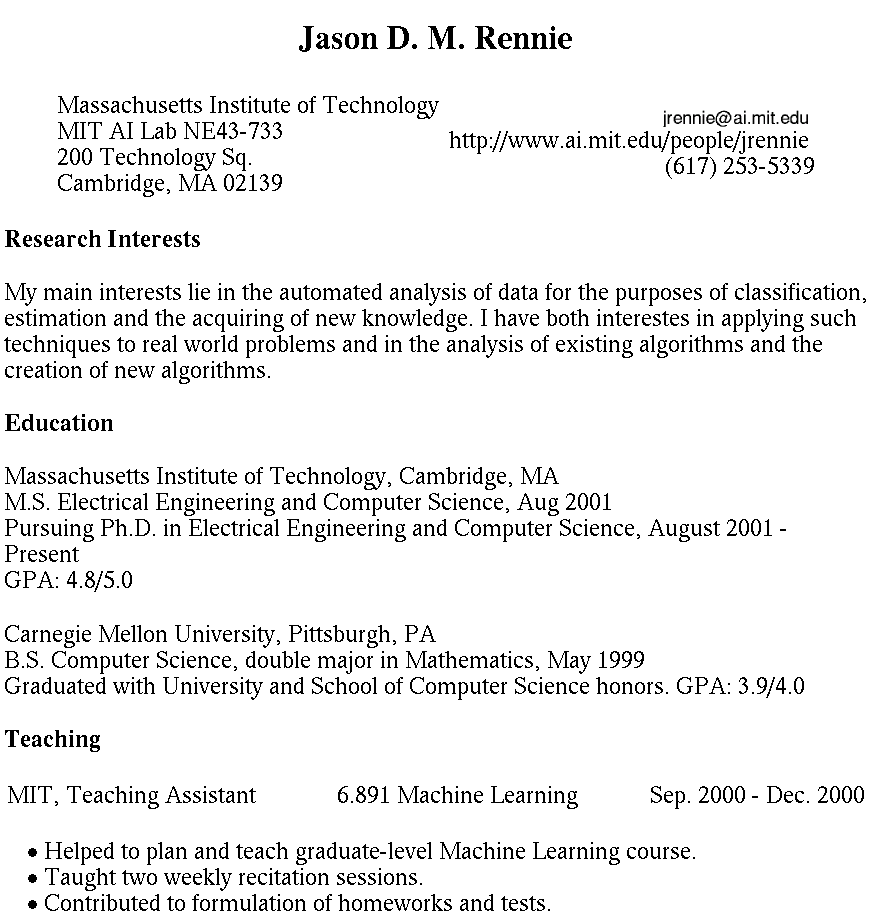 Jason D. M. Rennie
Massachusetts Institute of Technology
MIT AI Lab NE43-733
200 Technology Sq.
Cambridge, MA 02139
jrennie@ai.mit.edu
http://www.ai.mit.edu/people/jrennie
(617) 253-5339
Research Interests
My main interests lie in the automated analysis of data for the purposes of classification,
estimation and the acquiring of new knowledge. I have both interestes in applying such
techniques to real world problems and in the analysis of existing algorithms and the
creation of new algorithms.
Education
Massachusetts Institute of Technology, Cambridge, MA
M.S. Electrical Engineering and Computer Science, Aug 2001
Pursuing Ph.D. in Electrical Engineering and Computer Science, August 2001 -
Present
GPA: 4.8/5.0
Carnegie Mellon University, Pittsburgh, PA
B.S. Computer Science, double major in Mathematics, May 1999
Graduated with University and School of Computer Science honors. GPA: 3.9/4.0
Teaching
MIT, Teaching Assistant 6.891 Machine Learning Sep. 2000 - Dec. 2000
• Helped to plan and teach graduate-level Machine Learning course.
• Taught two weekly recitation sessions.
• Contributed to formulation of homeworks and tests.